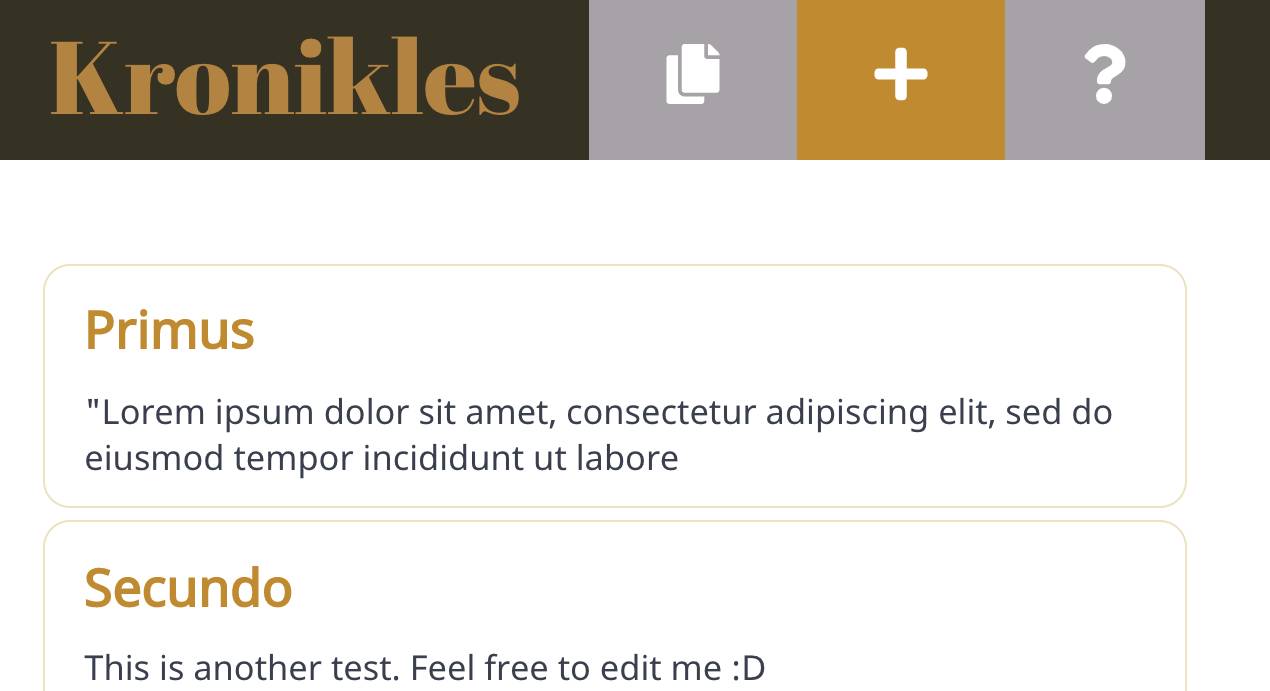 Kronikles
Primus
"Lorem ipsum dolor sit amet, consectetur adipiscing elit, sed do
eiusmod tempor incididunt ut labore
Secundo
This is another test. Feel free to edit me :D